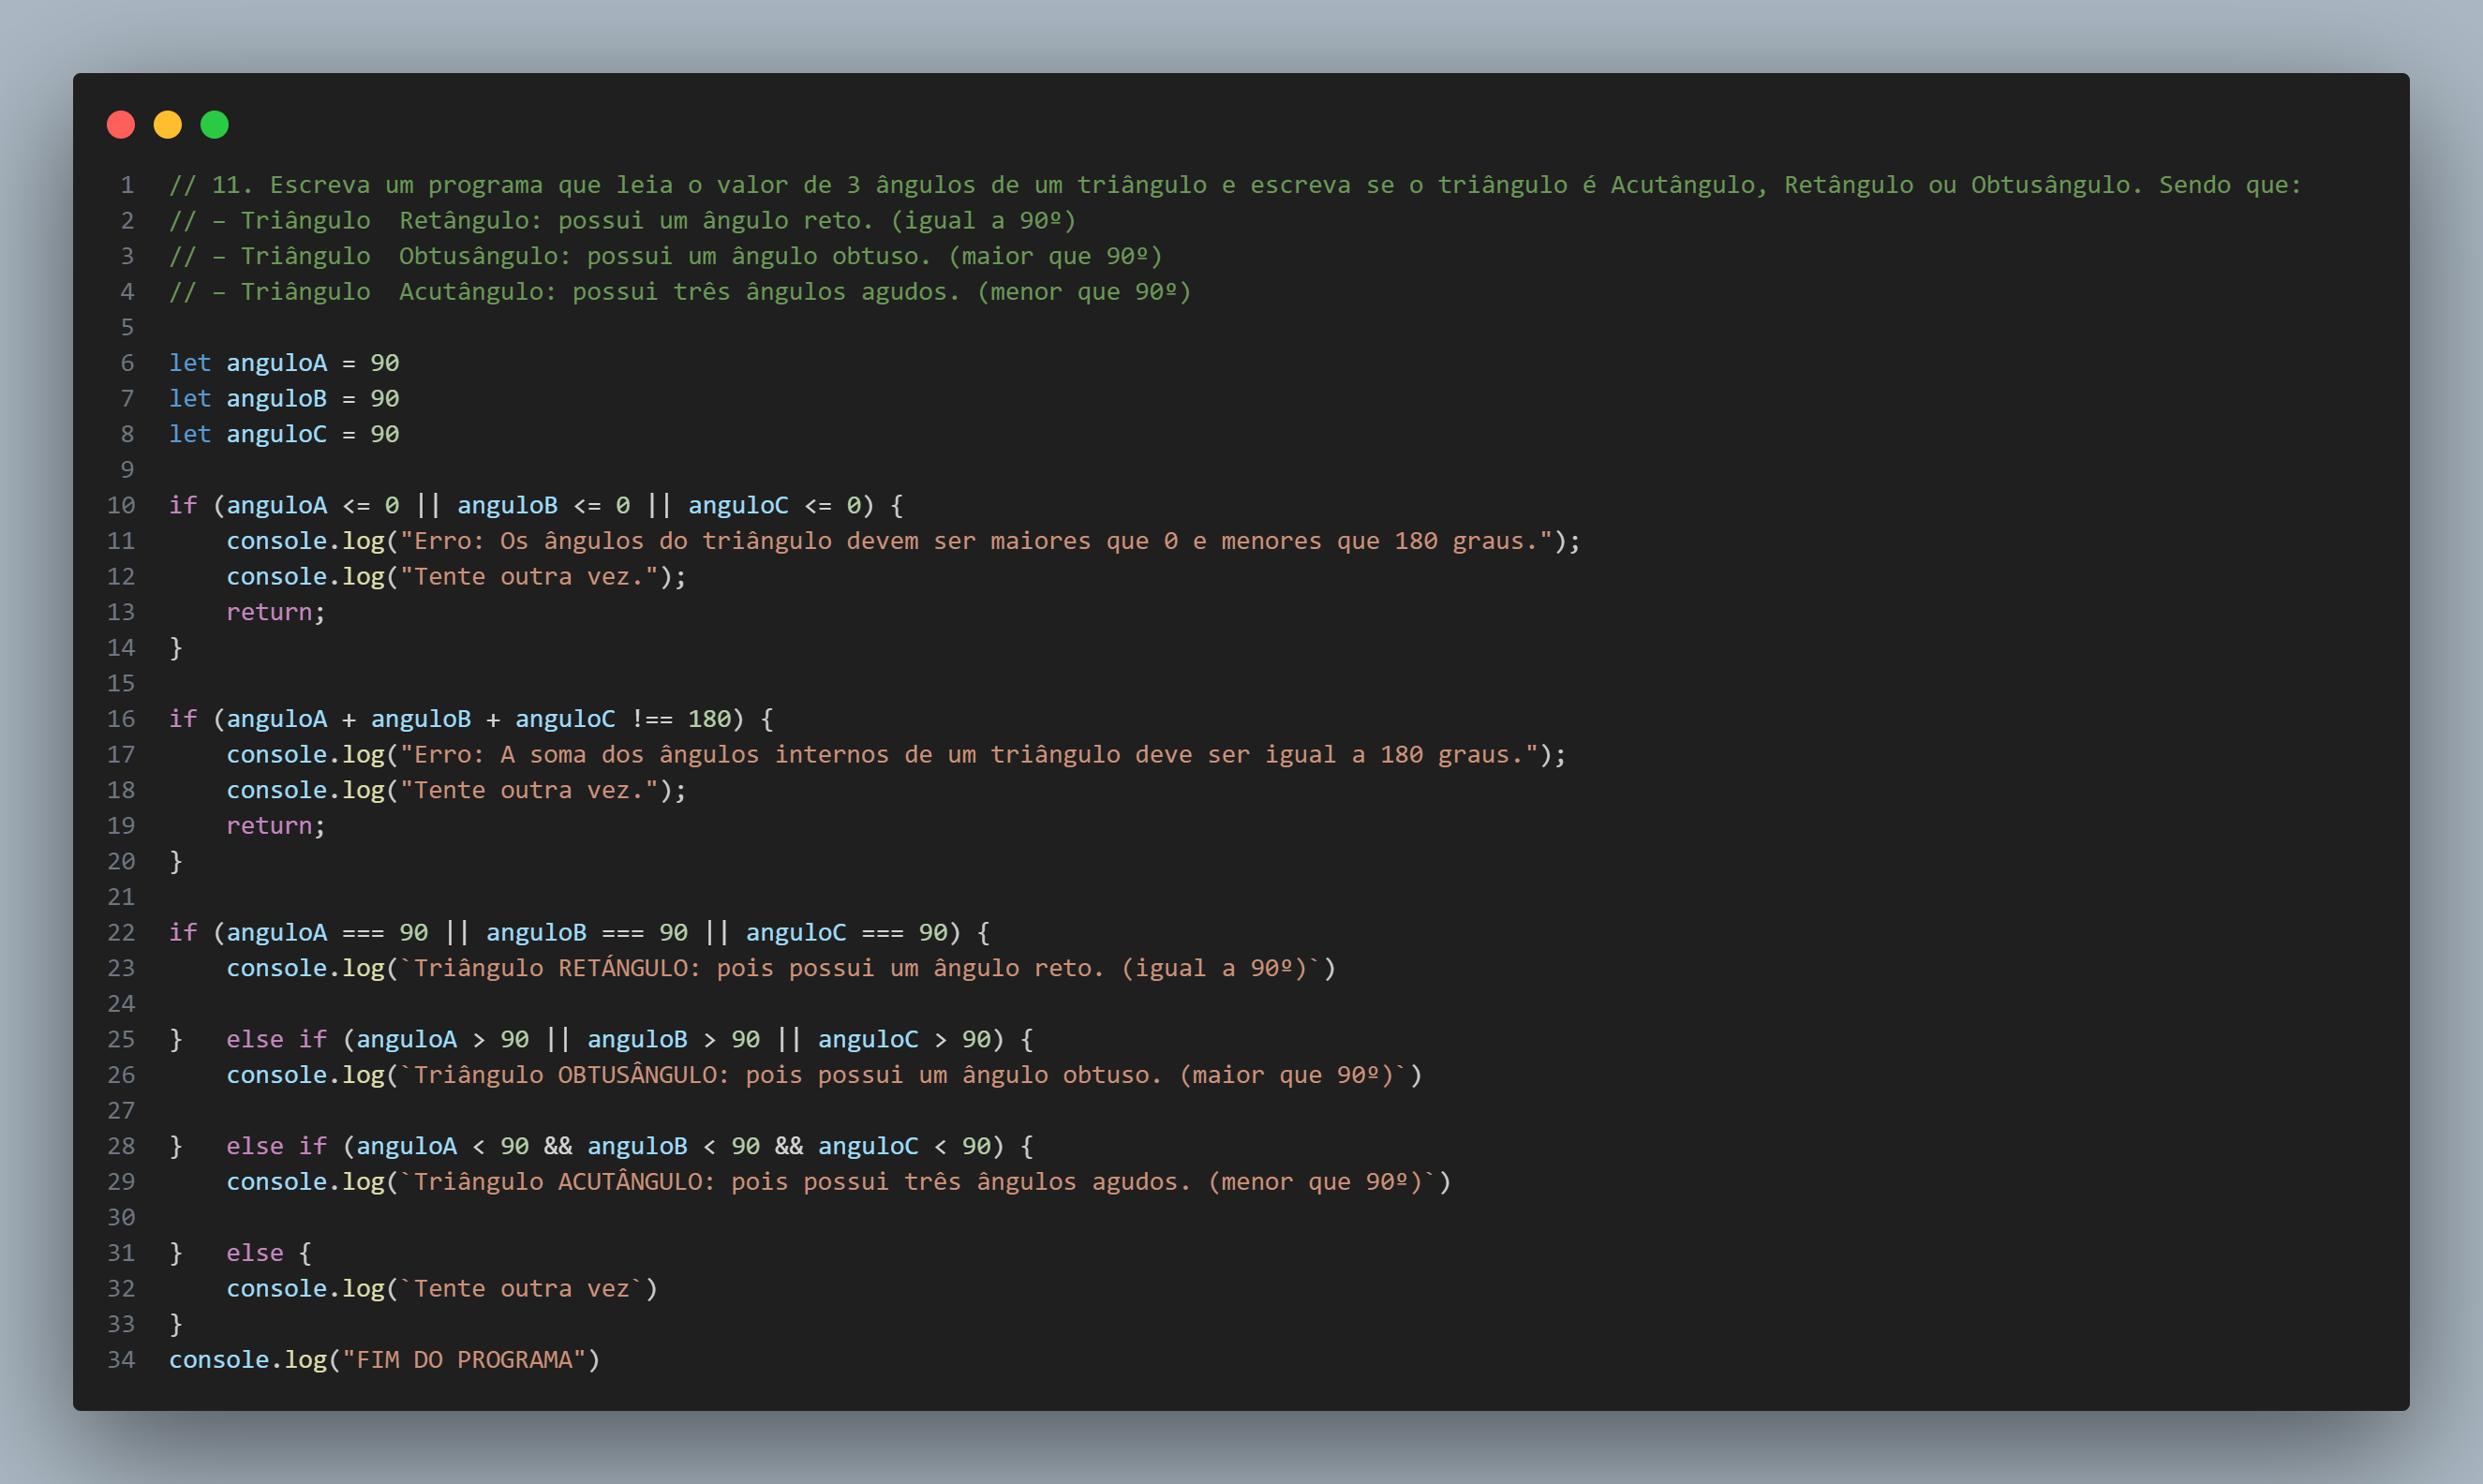 1 // 11. Escreva um programa que leia o valor de 3 ângulos de um triângulo e escreva se o triângulo é Acutângulo, Retângulo ou Obtusângulo. Sendo que:
2 // – Triângulo  Retângulo: possui um ângulo reto. (igual a 90º)
3 // – Triângulo  Obtusângulo: possui um ângulo obtuso. (maior que 90º)
4 // – Triângulo  Acutângulo: possui três ângulos agudos. (menor que 90º)
5
6 let anguloA = 90
7 let anguloB = 90
8 let anguloC = 90
9
10 if (anguloA <= 0 || anguloB <= 0 || anguloC <= 0) {
11     console.log("Erro: Os ângulos do triângulo devem ser maiores que 0 e menores que 180 graus.");
12     console.log("Tente outra vez.");
13     return;
14 }
15
16 if (anguloA + anguloB + anguloC !== 180) {
17     console.log("Erro: A soma dos ângulos internos de um triângulo deve ser igual a 180 graus.");
18     console.log("Tente outra vez.");
19     return;
20 }
21
22 if (anguloA === 90 || anguloB === 90 || anguloC === 90) {
23     console.log(`Triângulo RETÁNGULO: pois possui um ângulo reto. (igual a 90º)`)
24
25 }   else if (anguloA > 90 || anguloB > 90 || anguloC > 90) {
26     console.log(`Triângulo OBTUSÂNGULO: pois possui um ângulo obtuso. (maior que 90º)`)
27
28 }   else if (anguloA < 90 && anguloB < 90 && anguloC < 90) {
29     console.log(`Triângulo ACUTÂNGULO: pois possui três ângulos agudos. (menor que 90º)`)
30
31 }   else {
32     console.log(`Tente outra vez`)
33 }
34 console.log("FIM DO PROGRAMA")